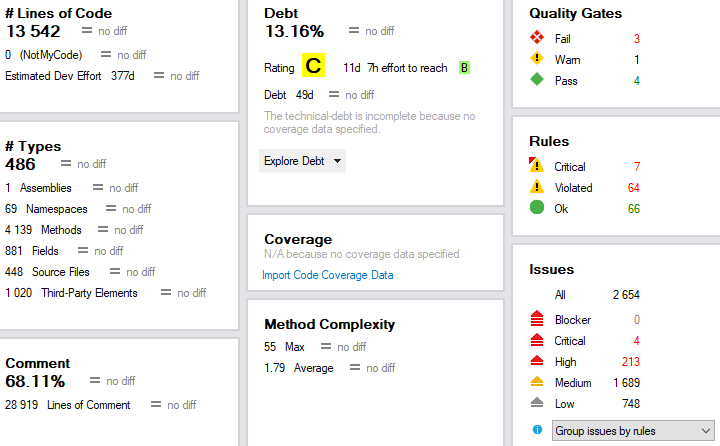 # Lines of Code
13 542 no diff
0 (NotMyCode) no diff
Estimated Dev Effort 377d no diff
# Types
486 no diff
1 Assemblies no diff
69 Namespaces no diff
4 139 Methods no diff
881 Fields no diff
448 Source Files no diff
1 020 Third-Party Elements no diff
Comment
68.11% no diff
28 919 Lines of Comment no diff
Debt
13.16% no diff
Rating C 11d 7h effort to reach B
Debt 49d no diff
The technical-debt is incomplete because no
coverage data specified.
Explore Debt
Coverage
N/A because no coverage data specified
Import Code Coverage Data
Method Complexity
55 Max no diff
1.79 Average no diff
Quality Gates
Fail 3
Warn 1
Pass 4
Rules
Critical 7
Violated 64
Ok 66
Issues
All 2 654
Blocker 0
Critical 4
High 213
Medium 1 689
Low 748
Group issues by rules